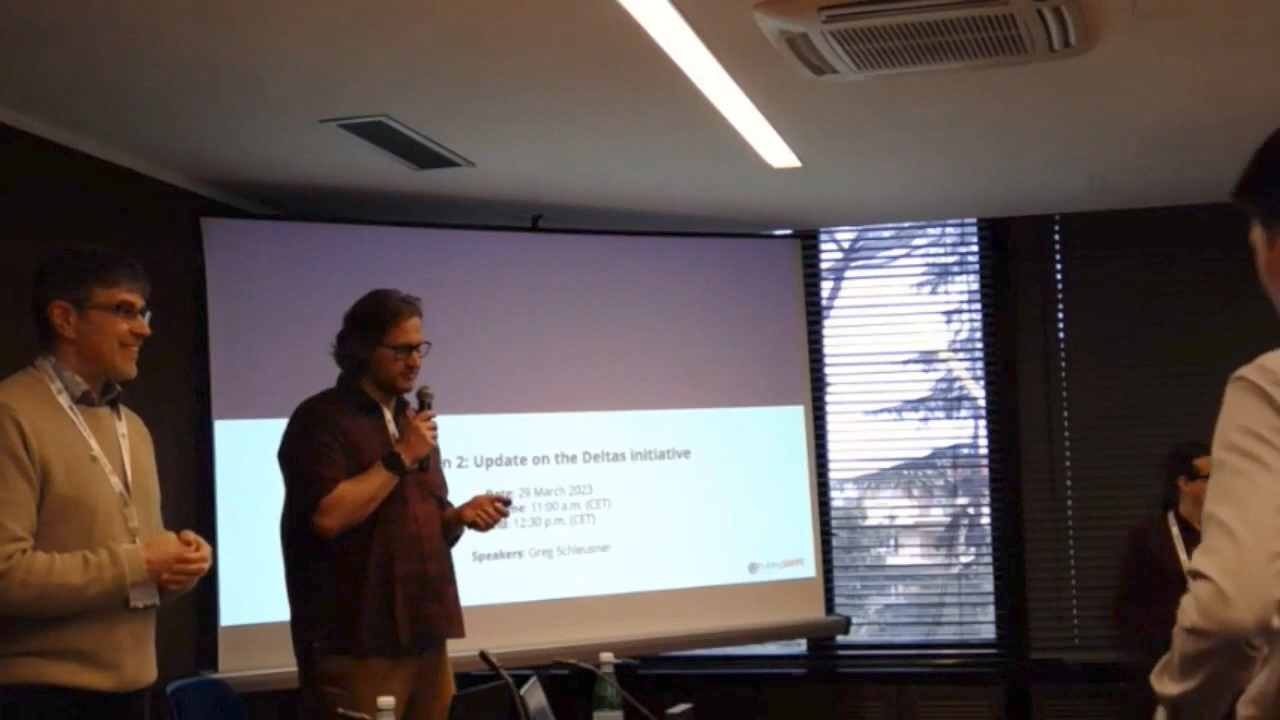 n 2: Update on the Deltas initiative
Date: 29 March 2023
me: 11:00 a.m. (CET)
12:30 p.m. (CET)
Speakers: Greg Schleusner
buildingSMART